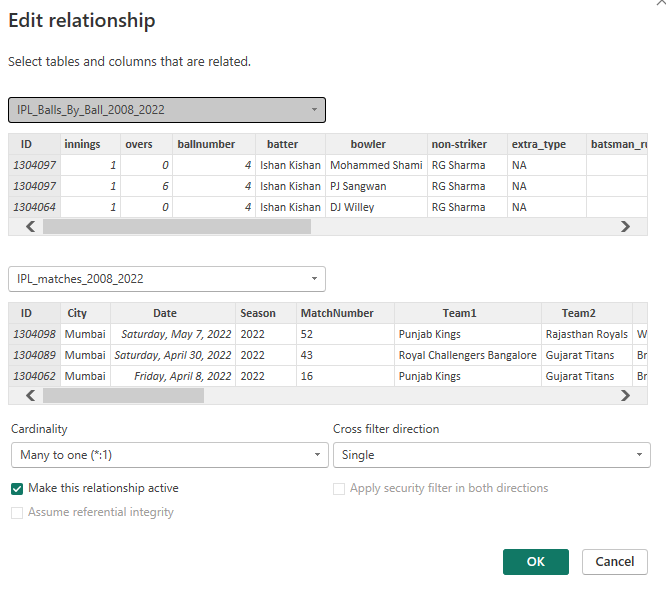 Edit relationship
Select tables and columns that are related.
IPL_Balls_By_Ball_2008_2022
ID innings overs ballnumber batter bowler non-striker extra_type batsman_ru
1304097 1 0 4 Ishan Kishan Mohammed Shami RG Sharma NA
1304097 1 6 4 Ishan Kishan PJ Sangwan RG Sharma NA
1304064 1 0 4 Ishan Kishan DJ Willey RG Sharma NA
IPL_matches_2008_2022
ID City Date Season MatchNumber Team1 Team2
1304098 Mumbai Saturday, May 7, 2022 2022 52 Punjab Kings Rajasthan Royals W
1304089 Mumbai Saturday, April 30, 2022 2022 43 Royal Challengers Bangalore Gujarat Titans Br
1304062 Mumbai Friday, April 8, 2022 2022 16 Punjab Kings Gujarat Titans Br
Cardinality Cross filter direction
Many to one (*:1) Single
Make this relationship active Apply security filter in both directions
Assume referential integrity
OK Cancel